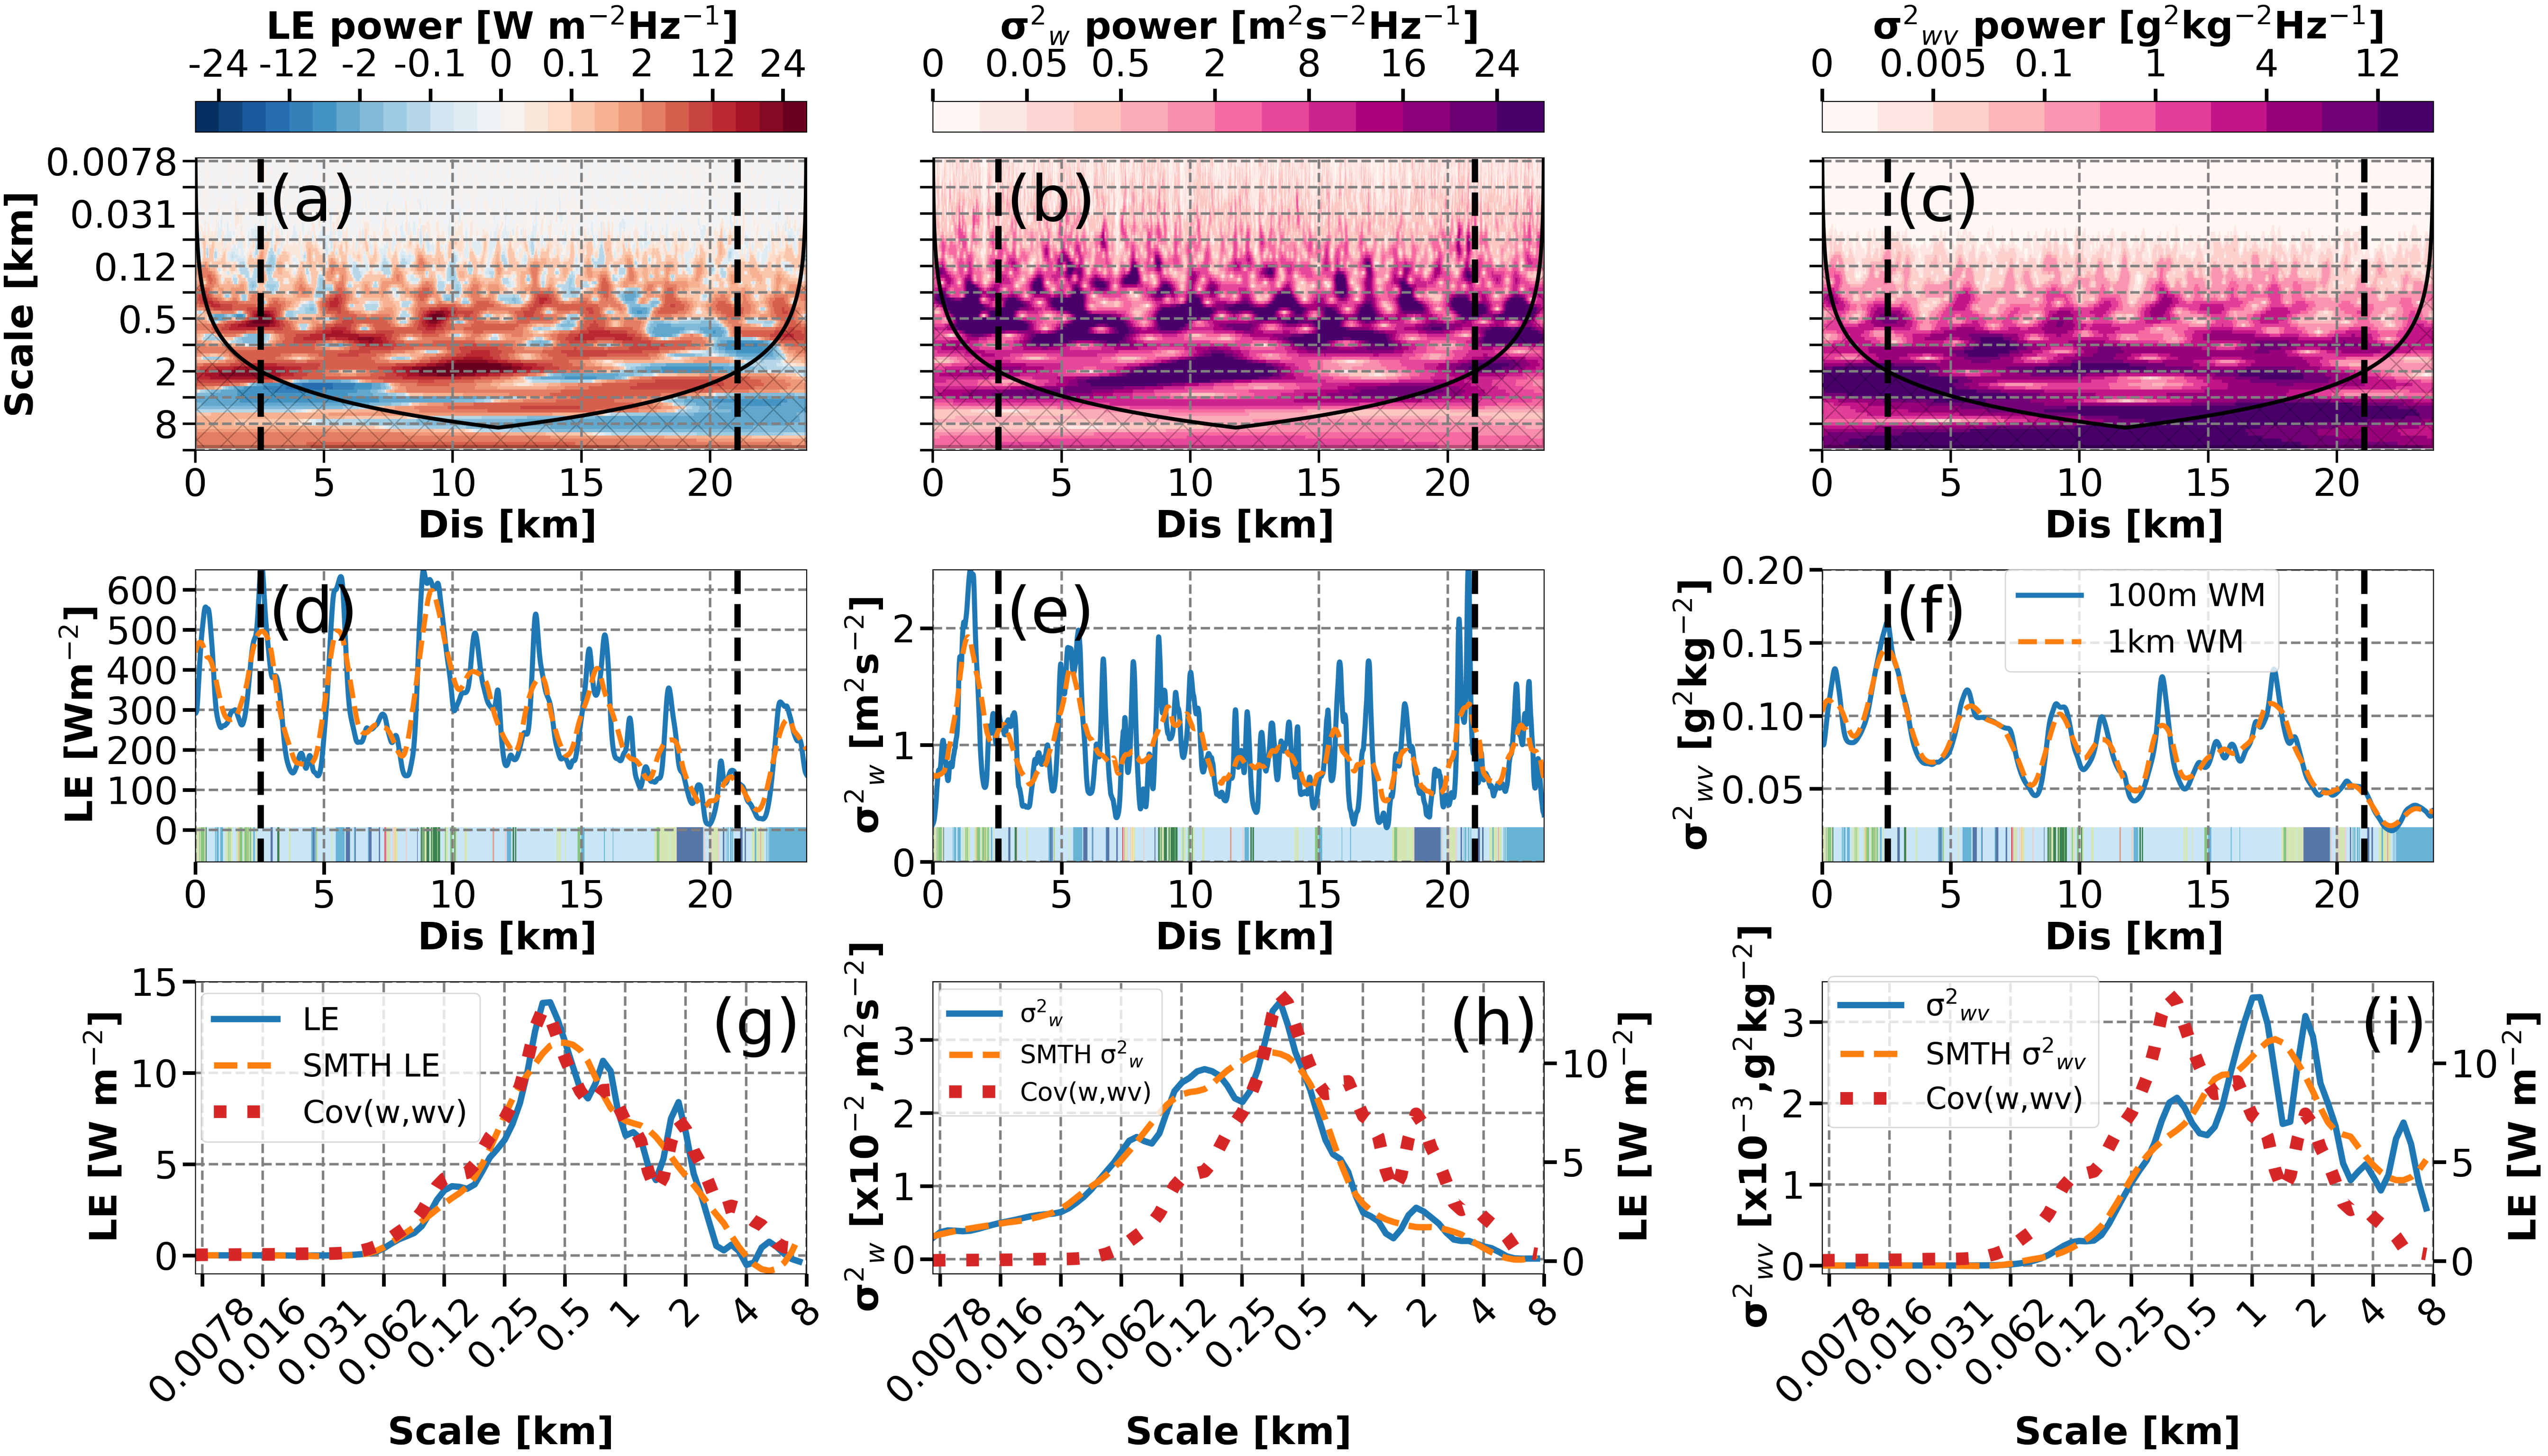 LE power [W m⁻²Hz⁻¹]
-24 -12 -2 -0.1 0 0.1 2 12 24
σ²w power [m²s⁻²Hz⁻¹]
0 0.05 0.5 2 8 16 24
σ²wv power [g²kg⁻²Hz⁻¹]
0 0.005 0.1 1 4 12
Scale [km]
0.0078
0.031
0.12
0.5
2
8
(a)
0 5 10 15 20
Dis [km]
(b)
0 5 10 15 20
Dis [km]
(c)
0 5 10 15 20
Dis [km]
LE [Wm⁻²]
600
500
400
300
200
100
0
(d)
0 5 10 15 20
Dis [km]
σ²w [m²s⁻²]
2
1
0
(e)
0 5 10 15 20
Dis [km]
σ²wv [g²kg⁻²]
0.20
0.15
0.10
0.05
(f)
100m WM
1km WM
0 5 10 15 20
Dis [km]
LE [W m⁻²]
15
10
5
0
LE
SMTH LE
Cov(w,wv)
(g)
0.0078 0.016 0.031 0.062 0.12 0.25 0.5 1 2 4 8
Scale [km]
σ²w [x10⁻²,m²s⁻²]
3
2
1
0
σ²w
SMTH σ²w
Cov(w,wv)
(h)
10
5
0
LE [W m⁻²]
0.0078 0.016 0.031 0.062 0.12 0.25 0.5 1 2 4 8
Scale [km]
σ²wv [x10⁻³,g²kg⁻²]
3
2
1
0
σ²wv
SMTH σ²wv
Cov(w,wv)
(i)
10
5
0
LE [W m⁻²]
0.0078 0.016 0.031 0.062 0.12 0.25 0.5 1 2 4 8
Scale [km]